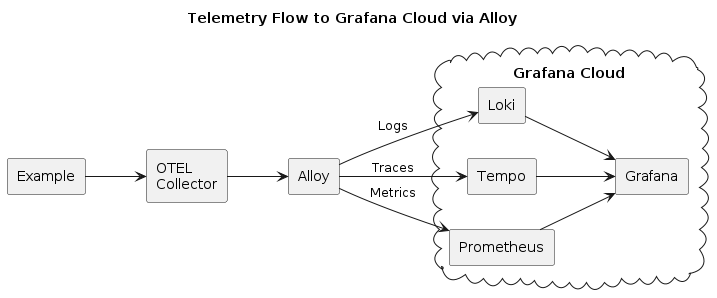 Telemetry Flow to Grafana Cloud via Alloy
Grafana Cloud
Loki
Logs
Example
OTEL
Collector
Alloy
Traces
Tempo
Grafana
Metrics
Prometheus